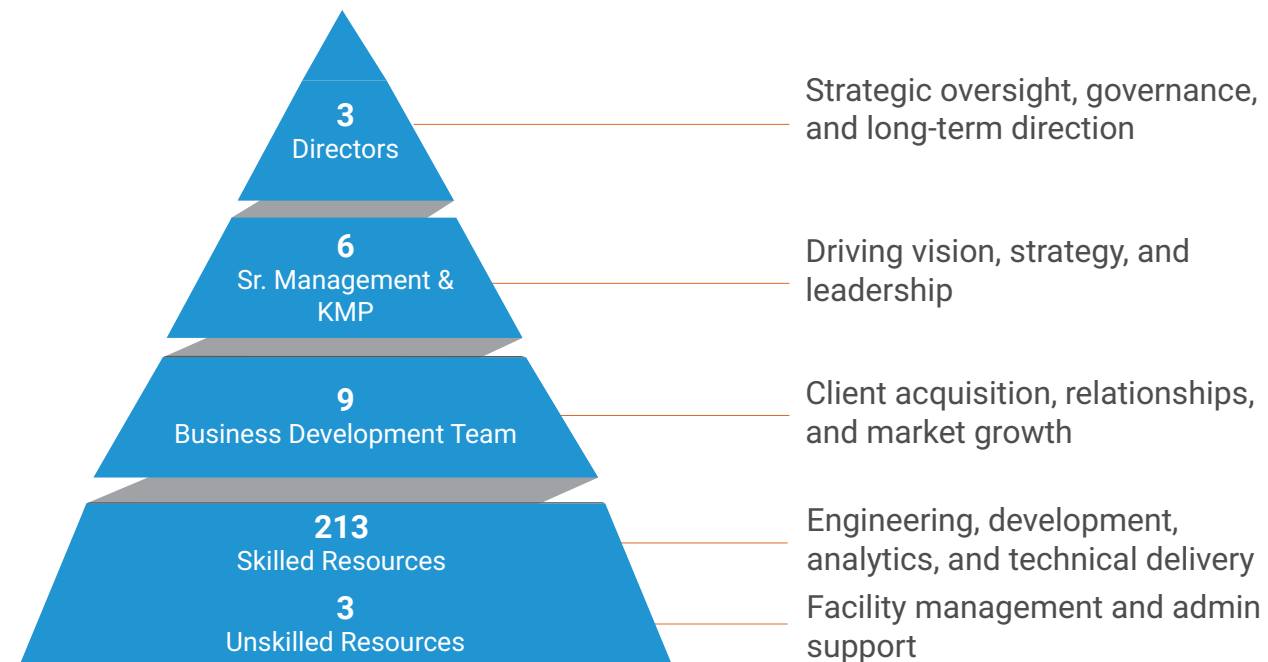 3
Directors
Strategic oversight, governance,
and long-term direction
6
Sr. Management &
KMP
Driving vision, strategy, and
leadership
9
Business Development Team
Client acquisition, relationships,
and market growth
213
Skilled Resources
Engineering, development,
analytics, and technical delivery
3
Unskilled Resources
Facility management and admin
support